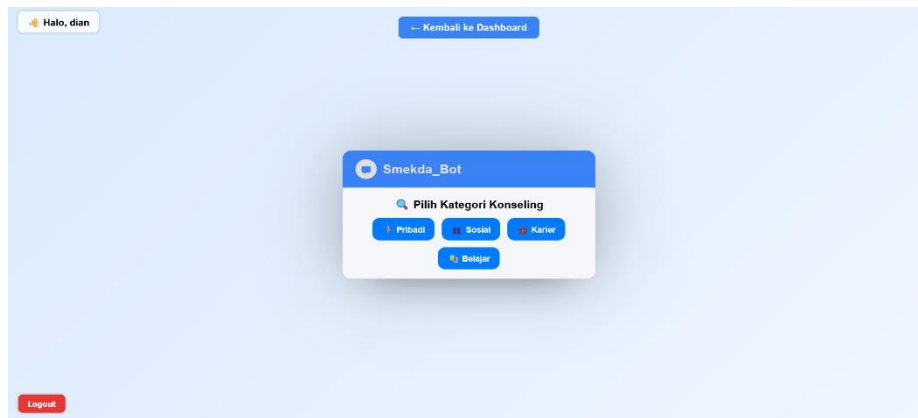 Halo, dian
← Kembali ke Dashboard
Smekda_Bot
Pilih Kategori Konseling
Pribadi Sosial Karier
Belajar
Logout